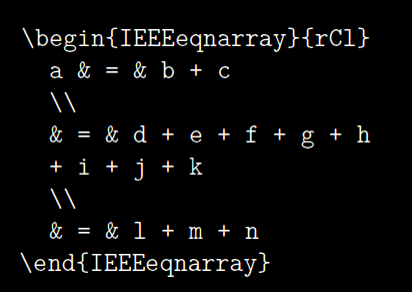 \begin{IEEEeqnarray}{rCl}
a & = & b + c
\\
& = & d + e + f + g + h
+ i + j + k
\\
& = & l + m + n
\end{IEEEeqnarray}